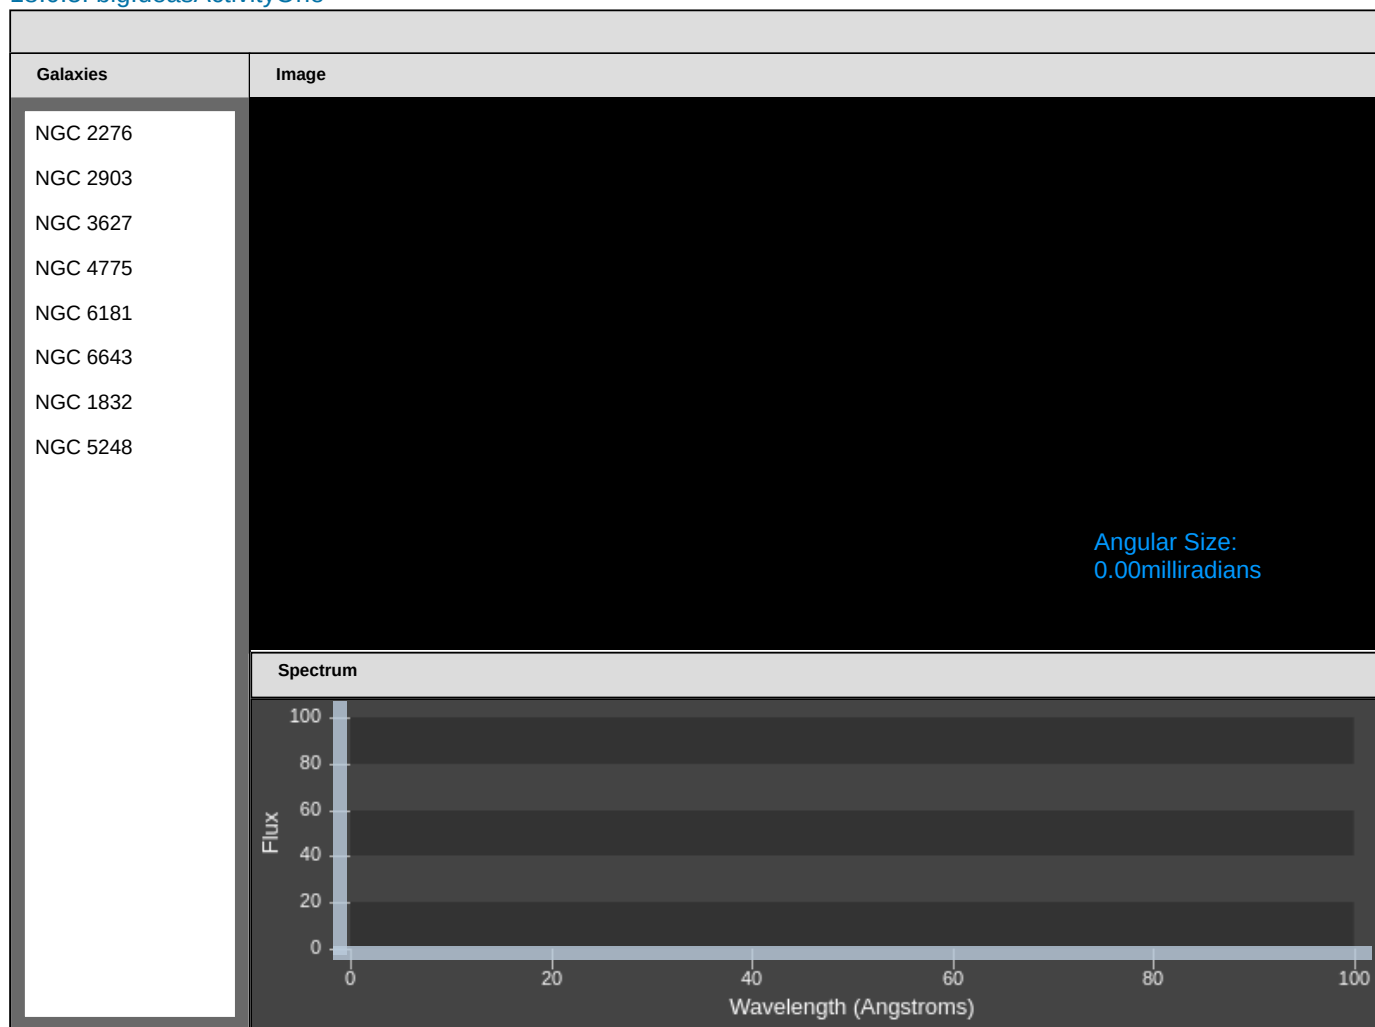 Galaxies
Image
NGC 2276
NGC 2903
NGC 3627
NGC 4775
NGC 6181
NGC 6643
NGC 1832
NGC 5248
Angular Size:
0.00milliradians
Spectrum
100
80
60
40
20
0
Flux
0 20 40 60 80 100
Wavelength (Angstroms)